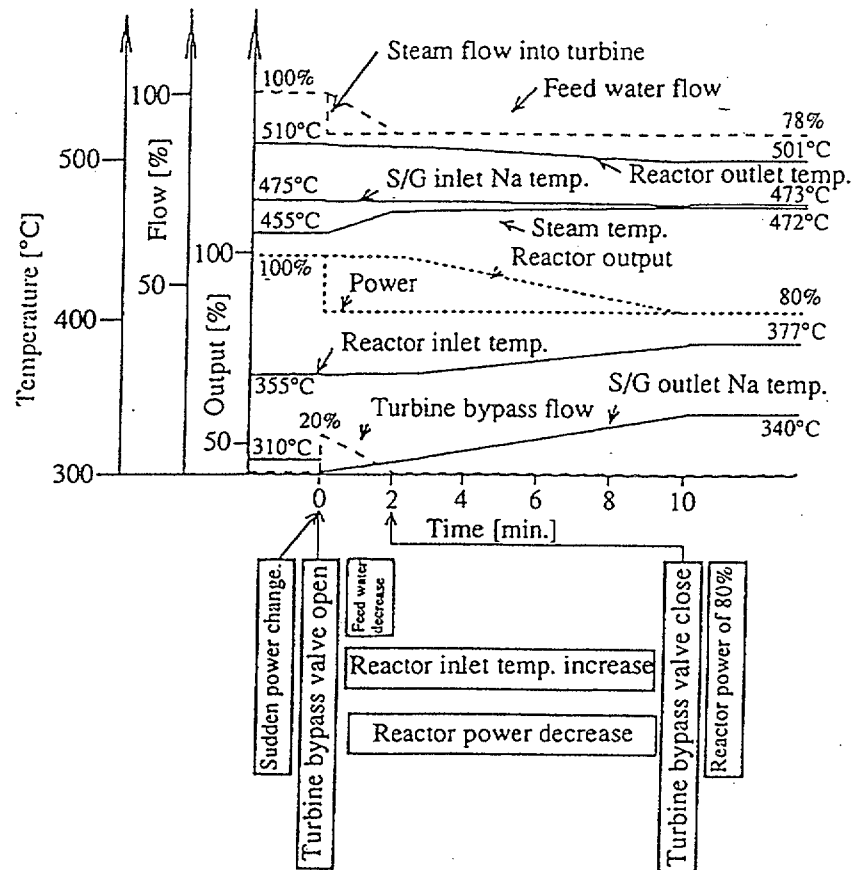 Steam flow into turbine
100%
100
Feed water flow
78%
510°C
501°C
500
Reactor outlet temp.
475°C
S/G inlet Na temp.
473°C
455°C
Steam temp.
472°C
100
100%
Reactor output
50
Power
80%
400
377°C
Reactor inlet temp.
355°C
S/G outlet Na temp.
20%
Turbine bypass flow
340°C
50
310°C
300
Temperature [°C]
Flow [%]
Output [%]
0 2 4 6 8 10
Time [min.]
Sudden power change.
Turbine bypass valve open
Feed water
decrease
Reactor inlet temp. increase
Reactor power decrease
Turbine bypass valve close
Reactor power of 80%